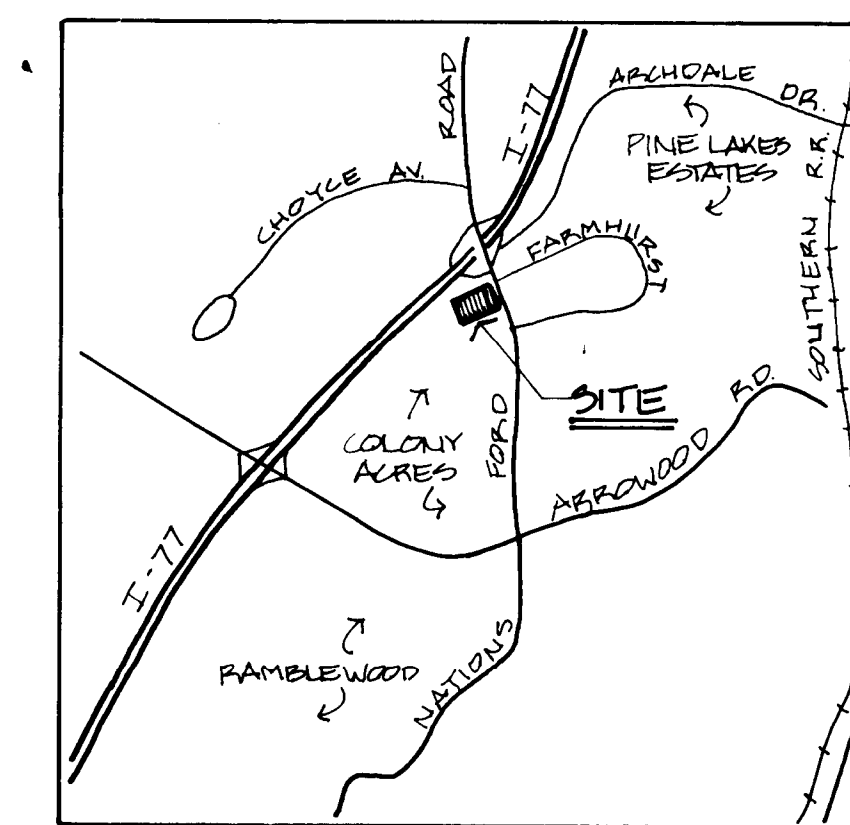 ROAD
I-77
ARCHDALE DR.
PINE LAKES
ESTATES
SOUTHERN R.R.
CHOYCE AV.
FARMHURST
SITE
COLONY
ACRES
FORD
ARROWOOD RD.
I-77
RAMBLEWOOD
NATIONS